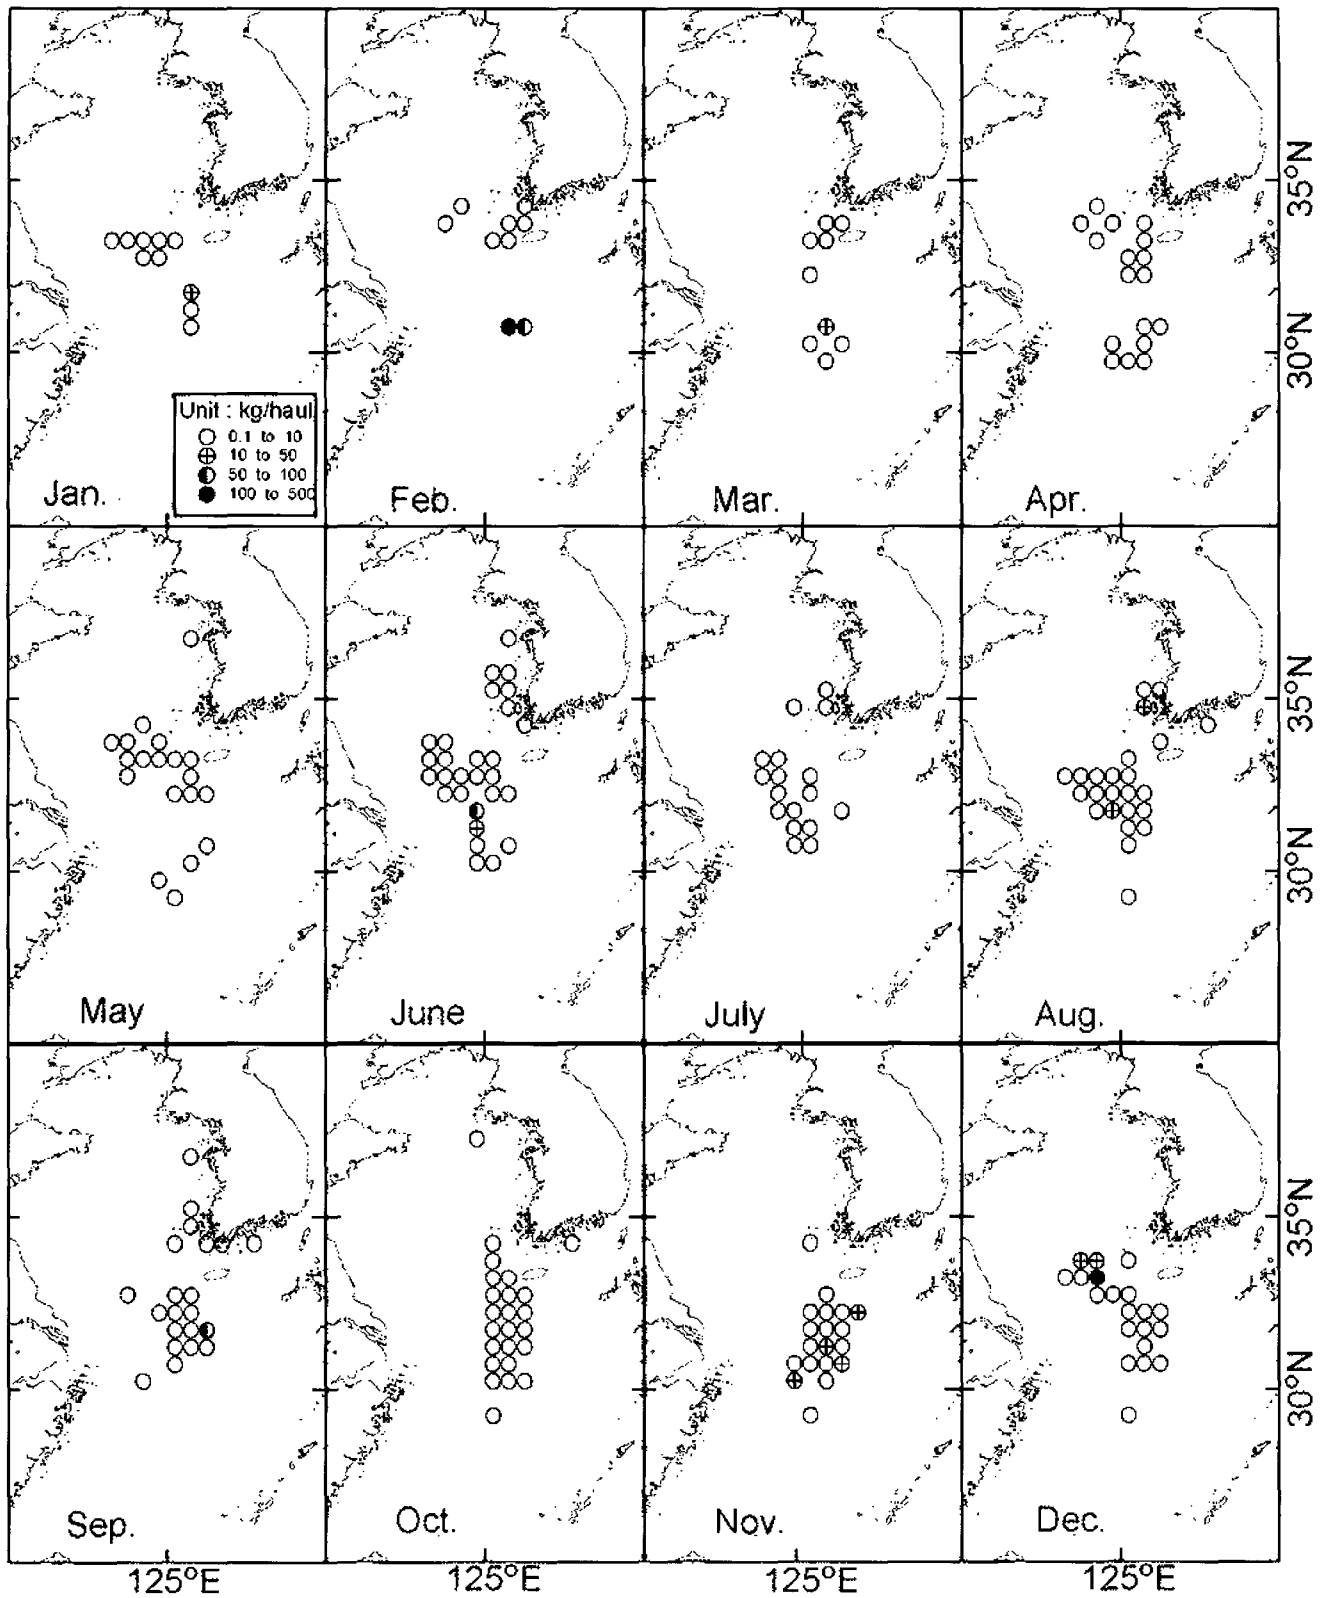 35°N
30°N
Unit : kg/haul
0.1 to 10
10 to 50
50 to 100
100 to 500
Jan.
Feb.
Mar.
Apr.
35°N
30°N
May
June
July
Aug.
35°N
30°N
Sep.
Oct.
Nov.
Dec.
125°E
125°E
125°E
125°E